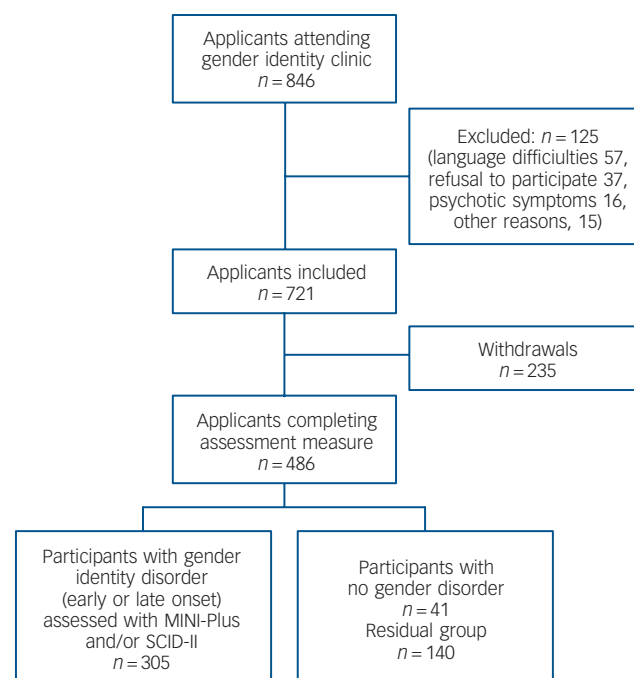 Applicants attending
gender identity clinic
n = 846
Excluded: n = 125
(language difficiulties 57,
refusal to participate 37,
psychotic symptoms 16,
other reasons, 15)
Applicants included
n = 721
Withdrawals
n = 235
Applicants completing
assessment measure
n = 486
Participants with gender
identity disorder
(early or late onset)
assessed with MINI-Plus
and/or SCID-II
n = 305
Participants with
no gender disorder
n = 41
Residual group
n = 140